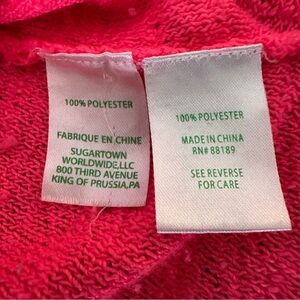 100% POLYESTER
FABRIQUE EN CHINE
SUGARTOWN
WORLDWIDE,LLC
800 THIRD AVENUE
KING OF PRUSSIA,PA
100% POLYESTER
MADE IN CHINA
RN# 88189
SEE REVERSE
FOR CARE